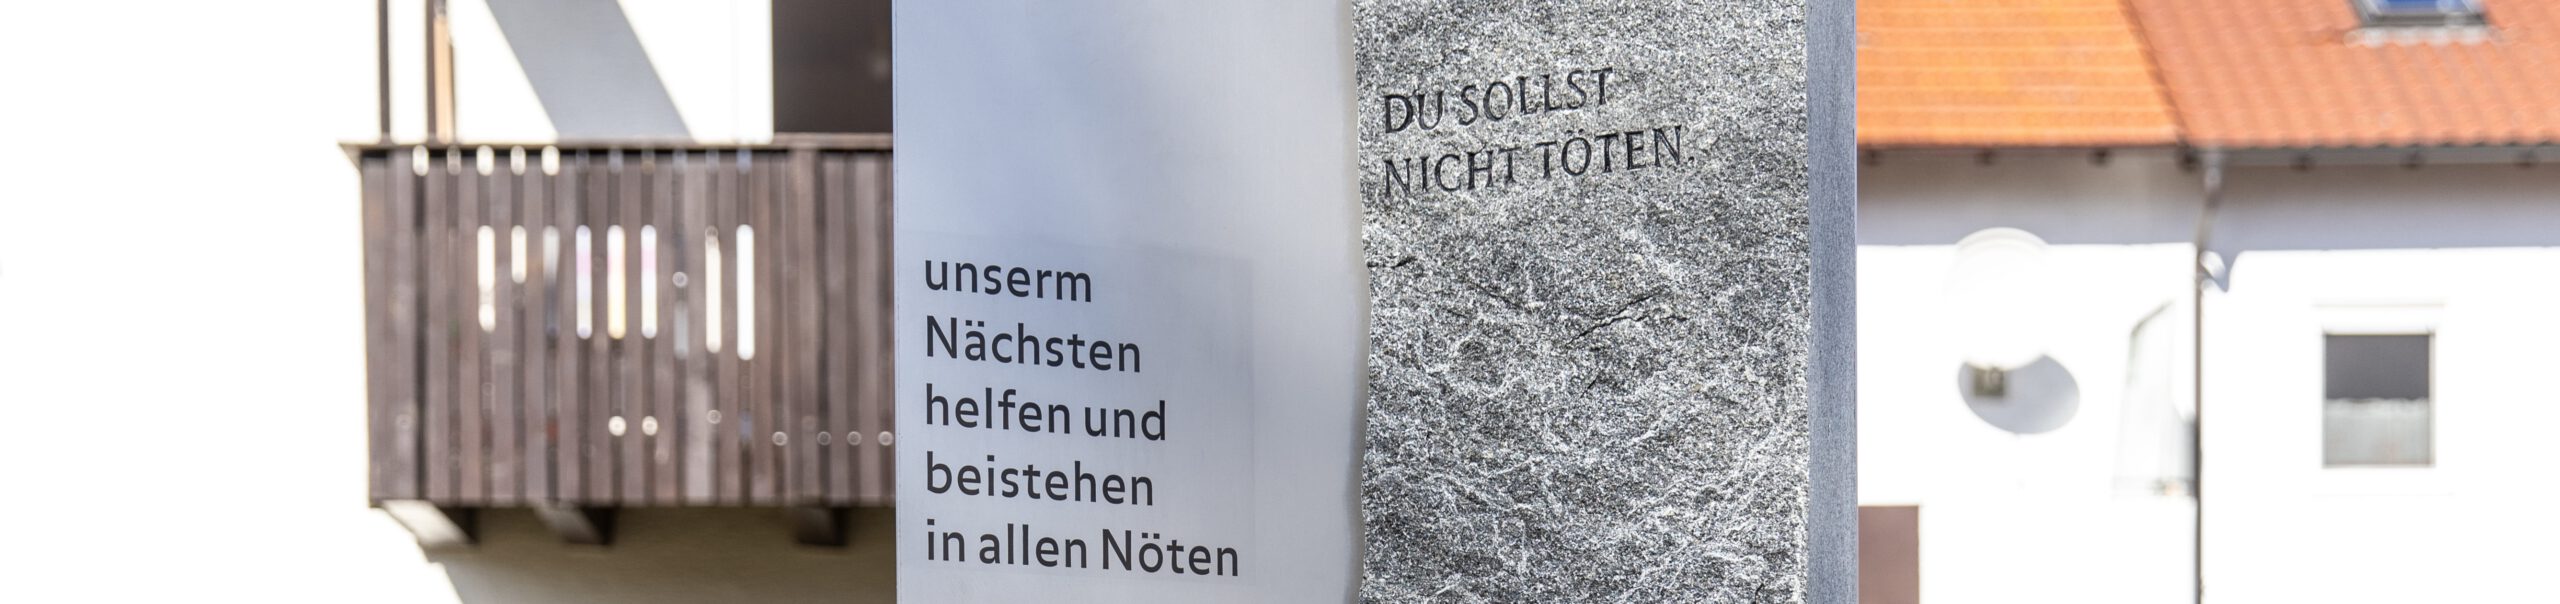 unserm
Nächsten
helfen und
beistehen
in allen Nöten
DU SOLLST
NICHT TÖTEN.